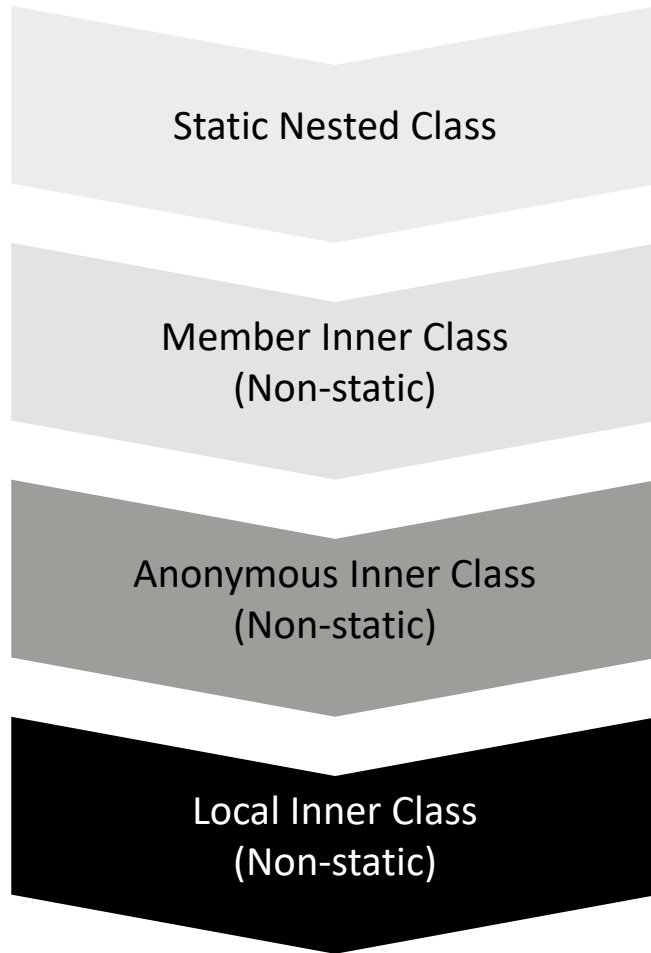 Static Nested Class
Member Inner Class
(Non-static)
Anonymous Inner Class
(Non-static)
Local Inner Class
(Non-static)